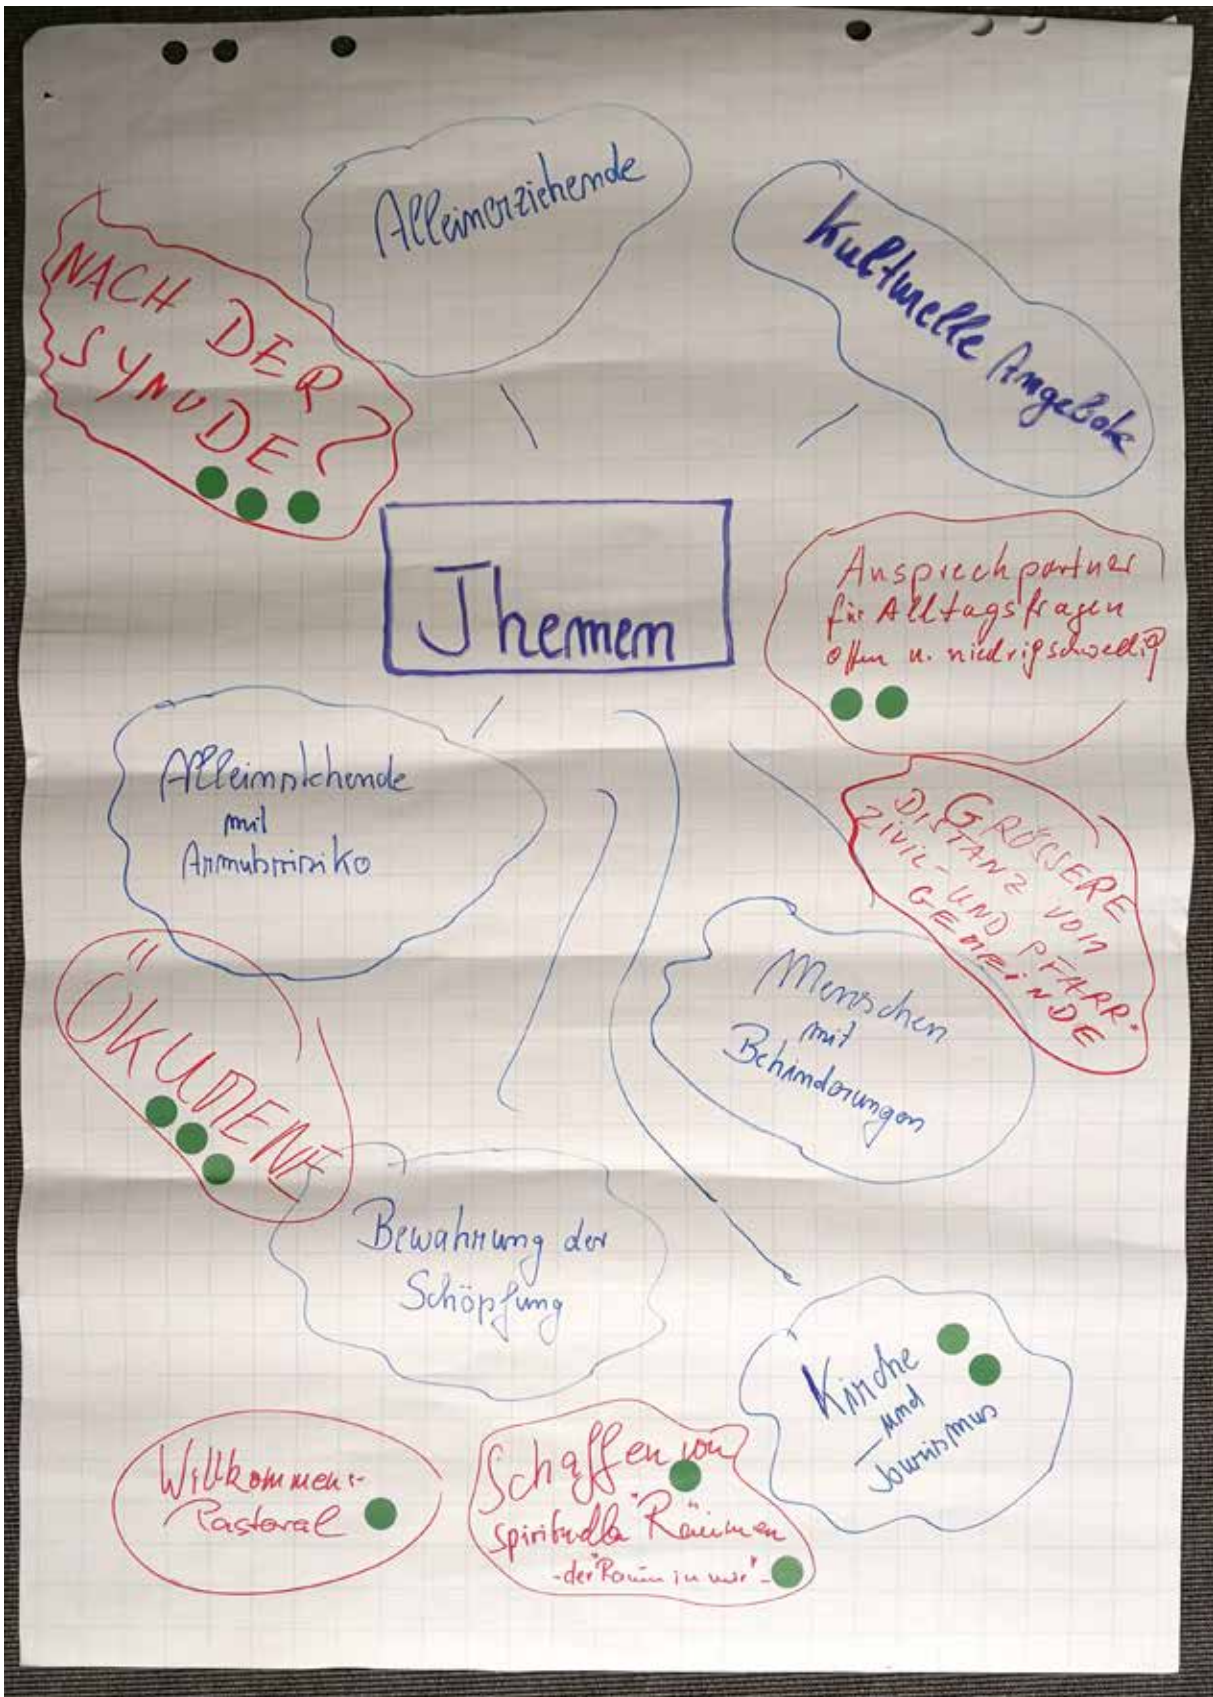 Alleinerziehende
Kulturelle Angebote
NACH DER
SYNODE
Themen
Ansprechpartner
für Alltagsfragen
offen u. niedrigschwellig
Alleinstehende
mit
Armutsrisiko
GRÖSSERE
DISTANZ VON
ZIVIL- UND PFARR-
GEMEINDE
Menschen
mit
Behinderungen
ÖKUMENE
Bewahrung der
Schöpfung
Kirche
und
Tourismus
Willkommens-
Pastoral
Schaffen von
spirituellen "Räumen
-der "Raum in mir"-